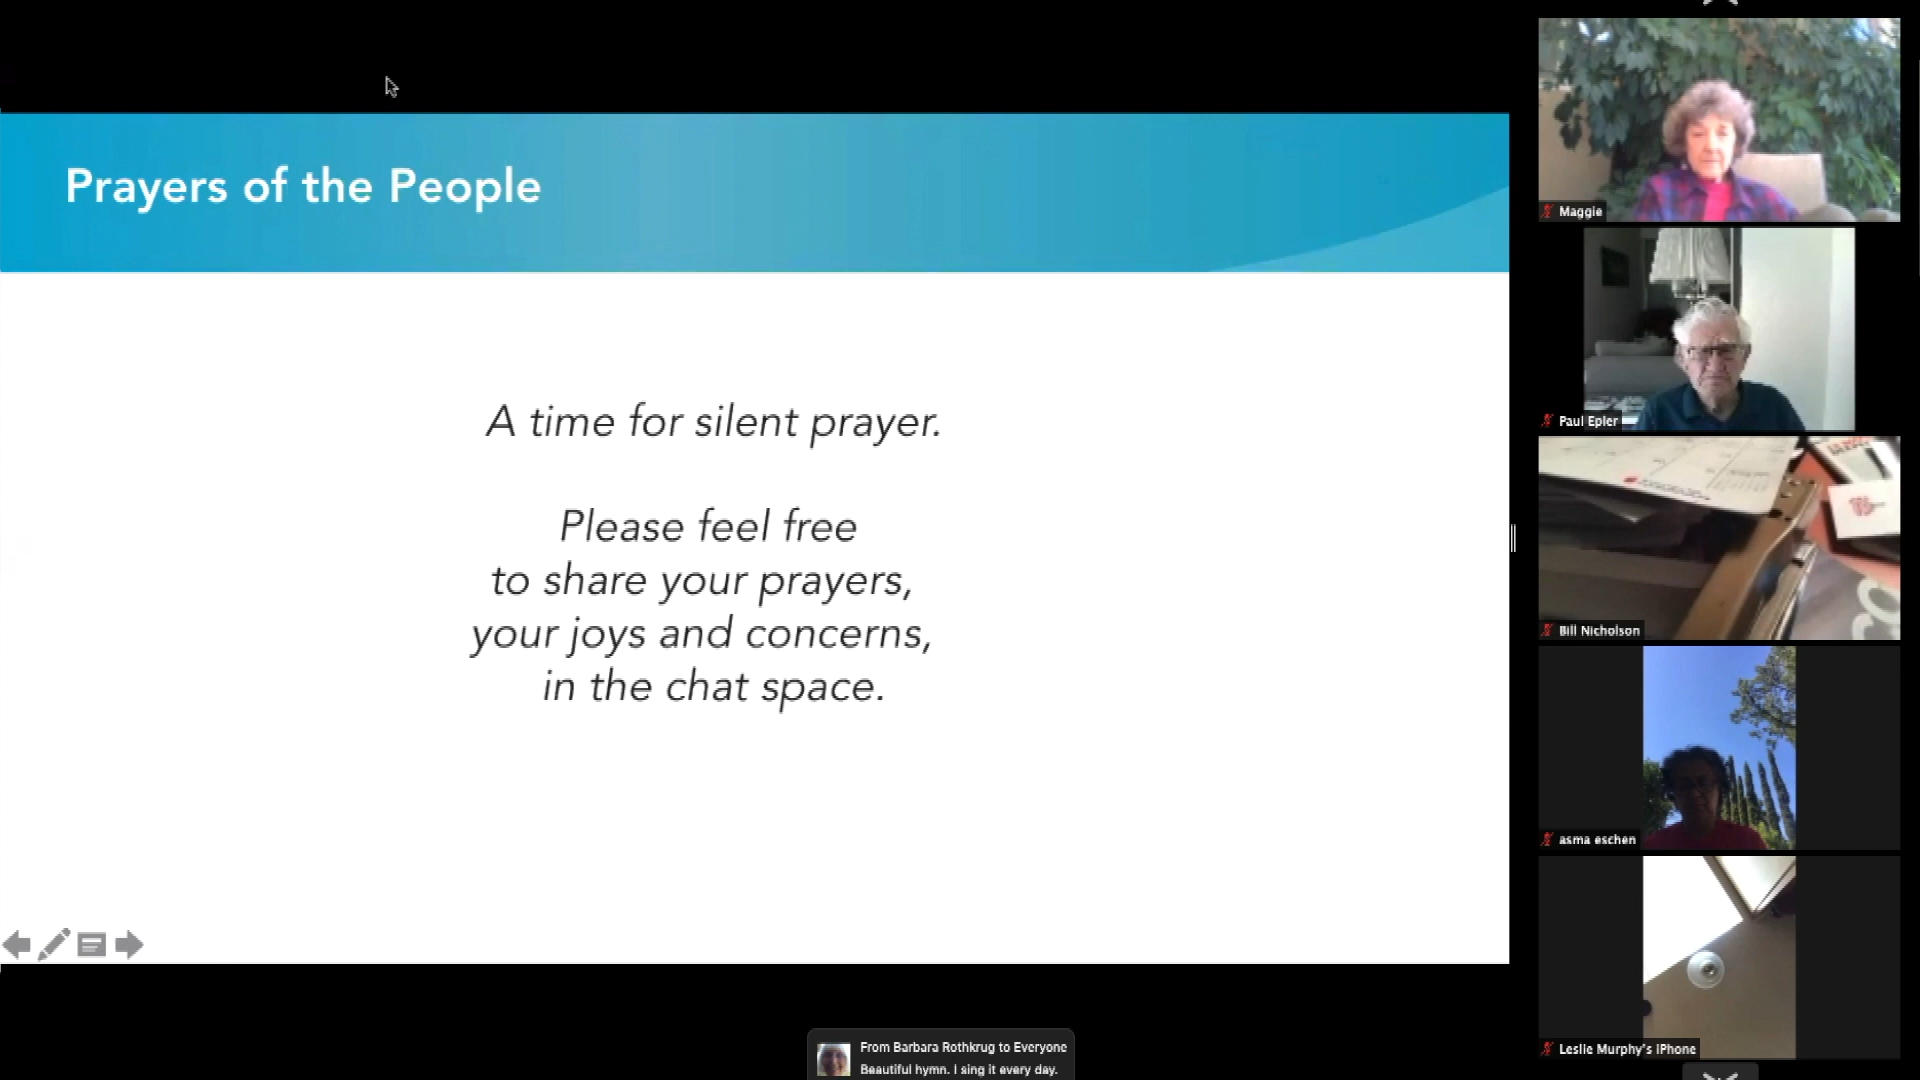 Prayers of the People
A time for silent prayer.
Please feel free
to share your prayers,
your joys and concerns,
in the chat space.
Maggie
Paul Epler
Bill Nicholson
asma eschen
Leslie Murphy's iPhone
From Barbara Rothkrug to Everyone
Beautiful hymn. I sing it every day.